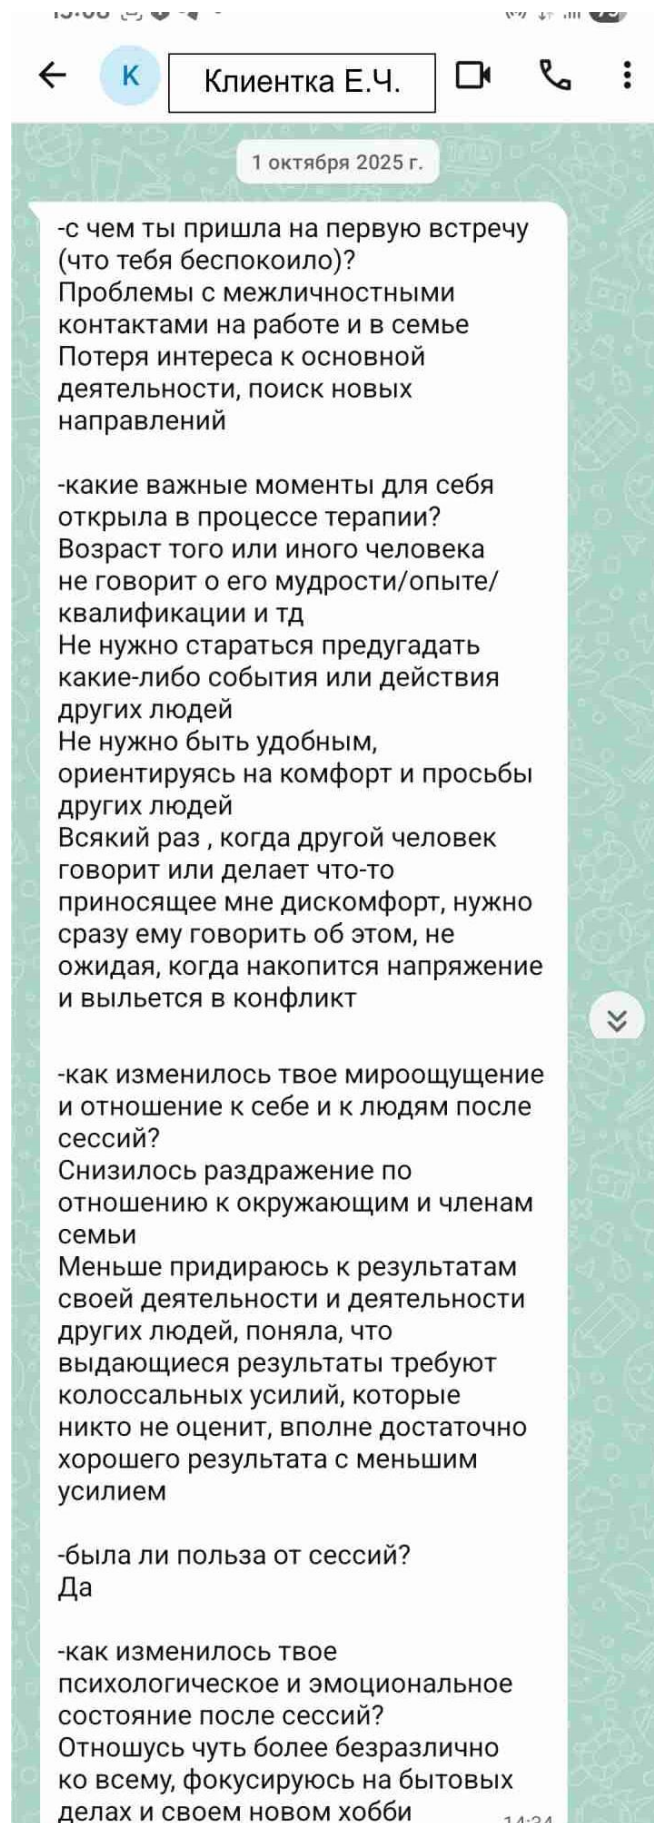 K
Клиентка Е.Ч.
1 октября 2025 г.
-с чем ты пришла на первую встречу
(что тебя беспокоило)?
Проблемы с межличностными
контактами на работе и в семье
Потеря интереса к основной
деятельности, поиск новых
направлений
-какие важные моменты для себя
открыла в процессе терапии?
Возраст того или иного человека
не говорит о его мудрости/опыте/
квалификации и тд
Не нужно стараться предугадать
какие-либо события или действия
других людей
Не нужно быть удобным,
ориентируясь на комфорт и просьбы
других людей
Всякий раз , когда другой человек
говорит или делает что-то
приносящее мне дискомфорт, нужно
сразу ему говорить об этом, не
ожидая, когда накопится напряжение
и выльется в конфликт
-как изменилось твое мироощущение
и отношение к себе и к людям после
сессий?
Снизилось раздражение по
отношению к окружающим и членам
семьи
Меньше придираюсь к результатам
своей деятельности и деятельности
других людей, поняла, что
выдающиеся результаты требуют
колоссальных усилий, которые
никто не оценит, вполне достаточно
хорошего результата с меньшим
усилием
-была ли польза от сессий?
Да
-как изменилось твое
психологическое и эмоциональное
состояние после сессий?
Отношусь чуть более безразлично
ко всему, фокусируюсь на бытовых
делах и своем новом хобби